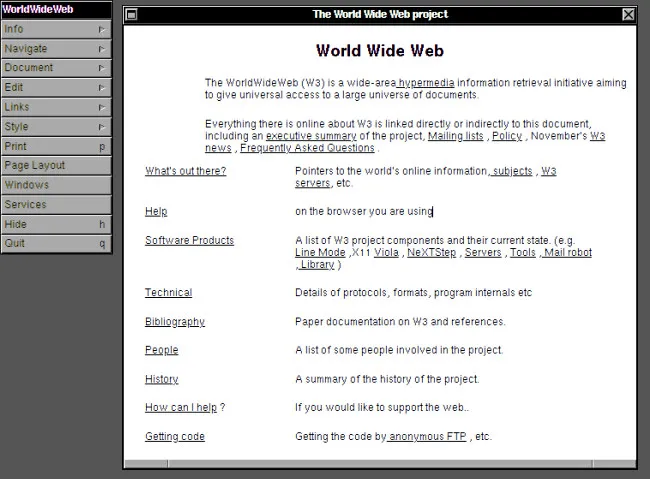 WorldWideWeb
Info
Navigate
Document
Edit
Links
Style
Print p
Page Layout
Windows
Services
Hide h
Quit q
The World Wide Web project
World Wide Web
The WorldWideWeb (W3) is a wide-area hypermedia information retrieval initiative aiming
to give universal access to a large universe of documents.
Everything there is online about W3 is linked directly or indirectly to this document,
including an executive summary of the project, Mailing lists , Policy , November's W3
news , Frequently Asked Questions .
What's out there? Pointers to the world's online information, subjects , W3
servers, etc.
Help on the browser you are using
Software Products A list of W3 project components and their current state. (e.g.
Line Mode ,X11 Viola , NeXTStep , Servers , Tools , Mail robot
, Library )
Technical Details of protocols, formats, program internals etc
Bibliography Paper documentation on W3 and references.
People A list of some people involved in the project.
History A summary of the history of the project.
How can I help ? If you would like to support the web..
Getting code Getting the code by anonymous FTP , etc.